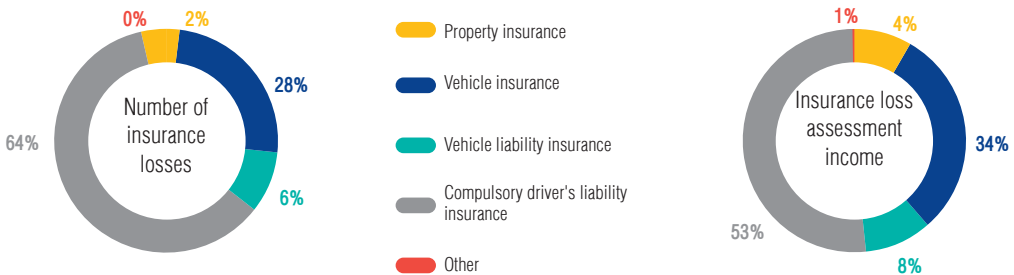 0%
2%
28%
6%
64%
Number of
insurance
losses
Property insurance
Vehicle insurance
Vehicle liability insurance
Compulsory driver's liability
insurance
Other
1%
4%
34%
8%
53%
Insurance loss
assessment
income